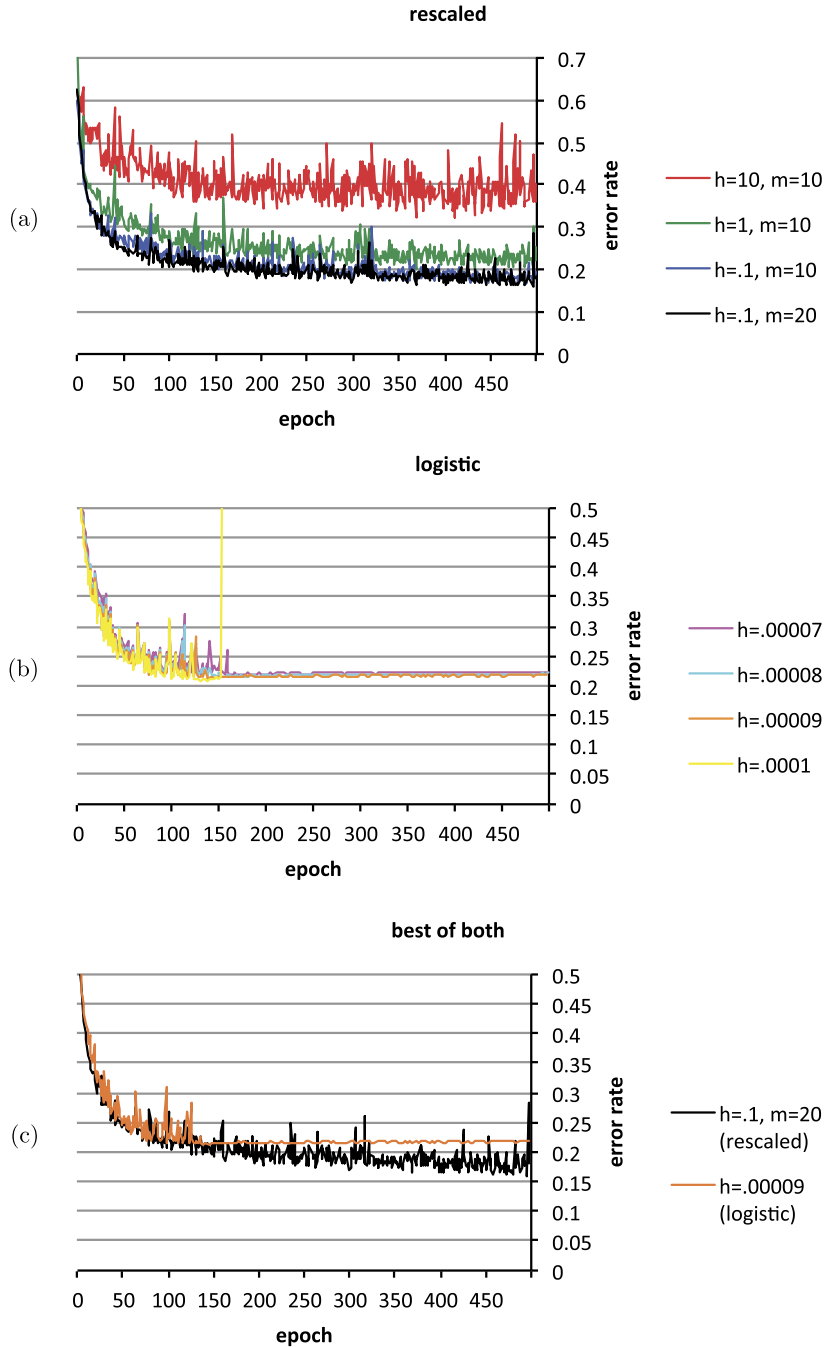 rescaled
(a)
0.7
0.6
0.5
0.4
0.3
0.2
0.1
0
error rate
0 50 100 150 200 250 300 350 400 450
epoch
h=10, m=10
h=1, m=10
h=.1, m=10
h=.1, m=20
logistic
(b)
0.5
0.45
0.4
0.35
0.3
0.25
0.2
0.15
0.1
0.05
0
error rate
0 50 100 150 200 250 300 350 400 450
epoch
h=.00007
h=.00008
h=.00009
h=.0001
best of both
(c)
0.5
0.45
0.4
0.35
0.3
0.25
0.2
0.15
0.1
0.05
0
error rate
0 50 100 150 200 250 300 350 400 450
epoch
h=.1, m=20
(rescaled)
h=.00009
(logistic)